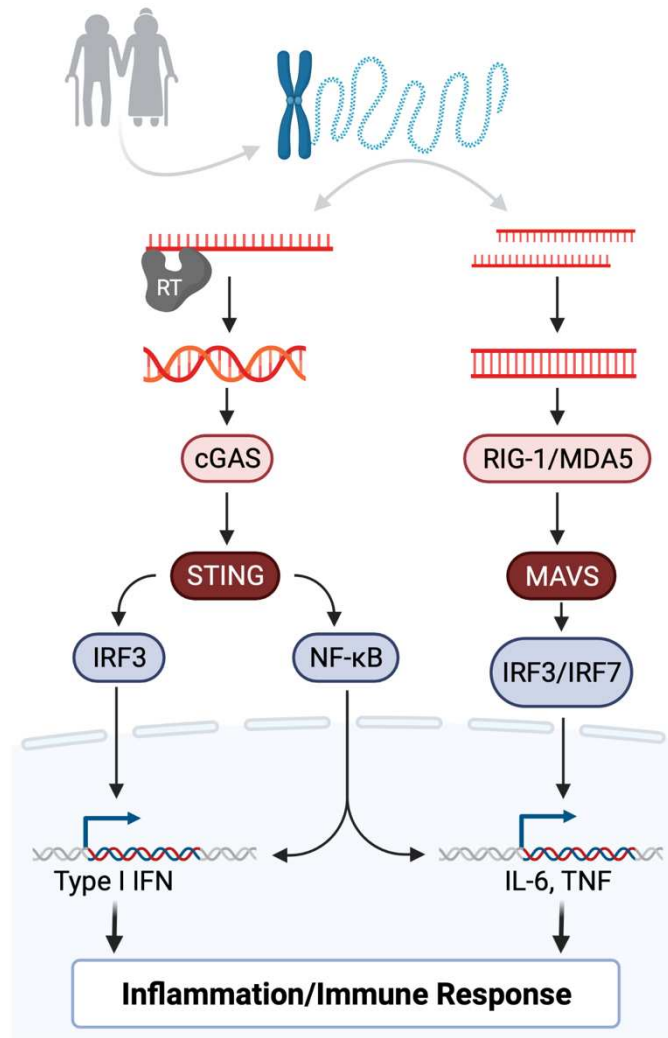 RT
cGAS
RIG-1/MDA5
STING
MAVS
IRF3
NF-κB
IRF3/IRF7
Type I IFN
IL-6, TNF
Inflammation/Immune Response